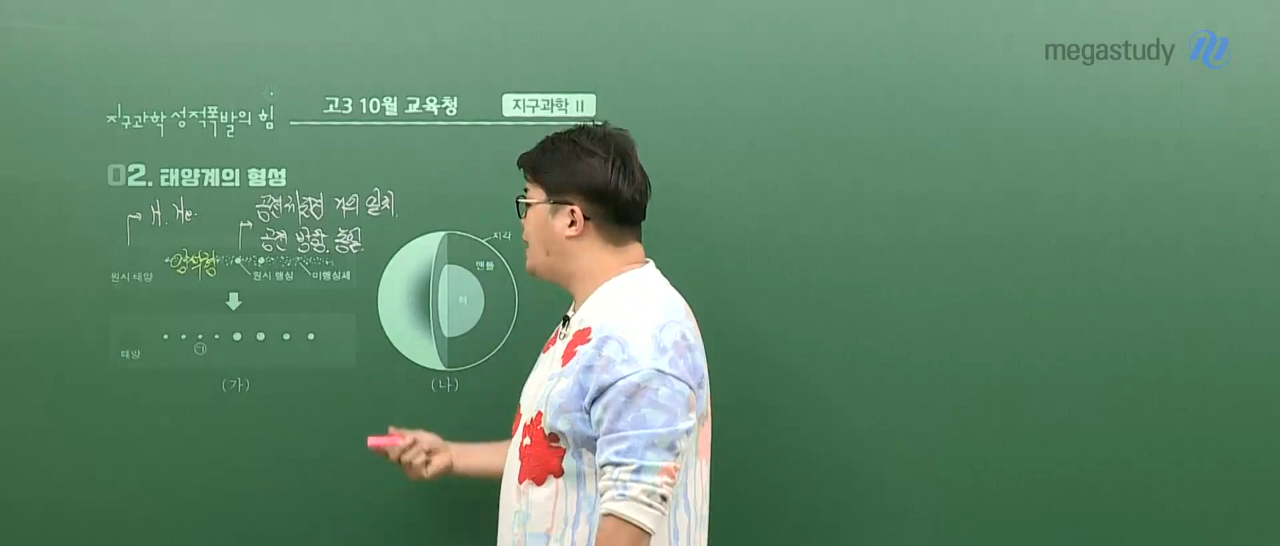 megastudy
지구과학 성적폭발의 힘
고3 10월 교육청
지구과학 II
02. 태양계의 형성
H. He.
공전궤도면 거의 일치.
공전 방향. 동일.
암석형
원시 태양
원시 행성
미행성체
태양
(가)
지각
맨틀
핵
(나)